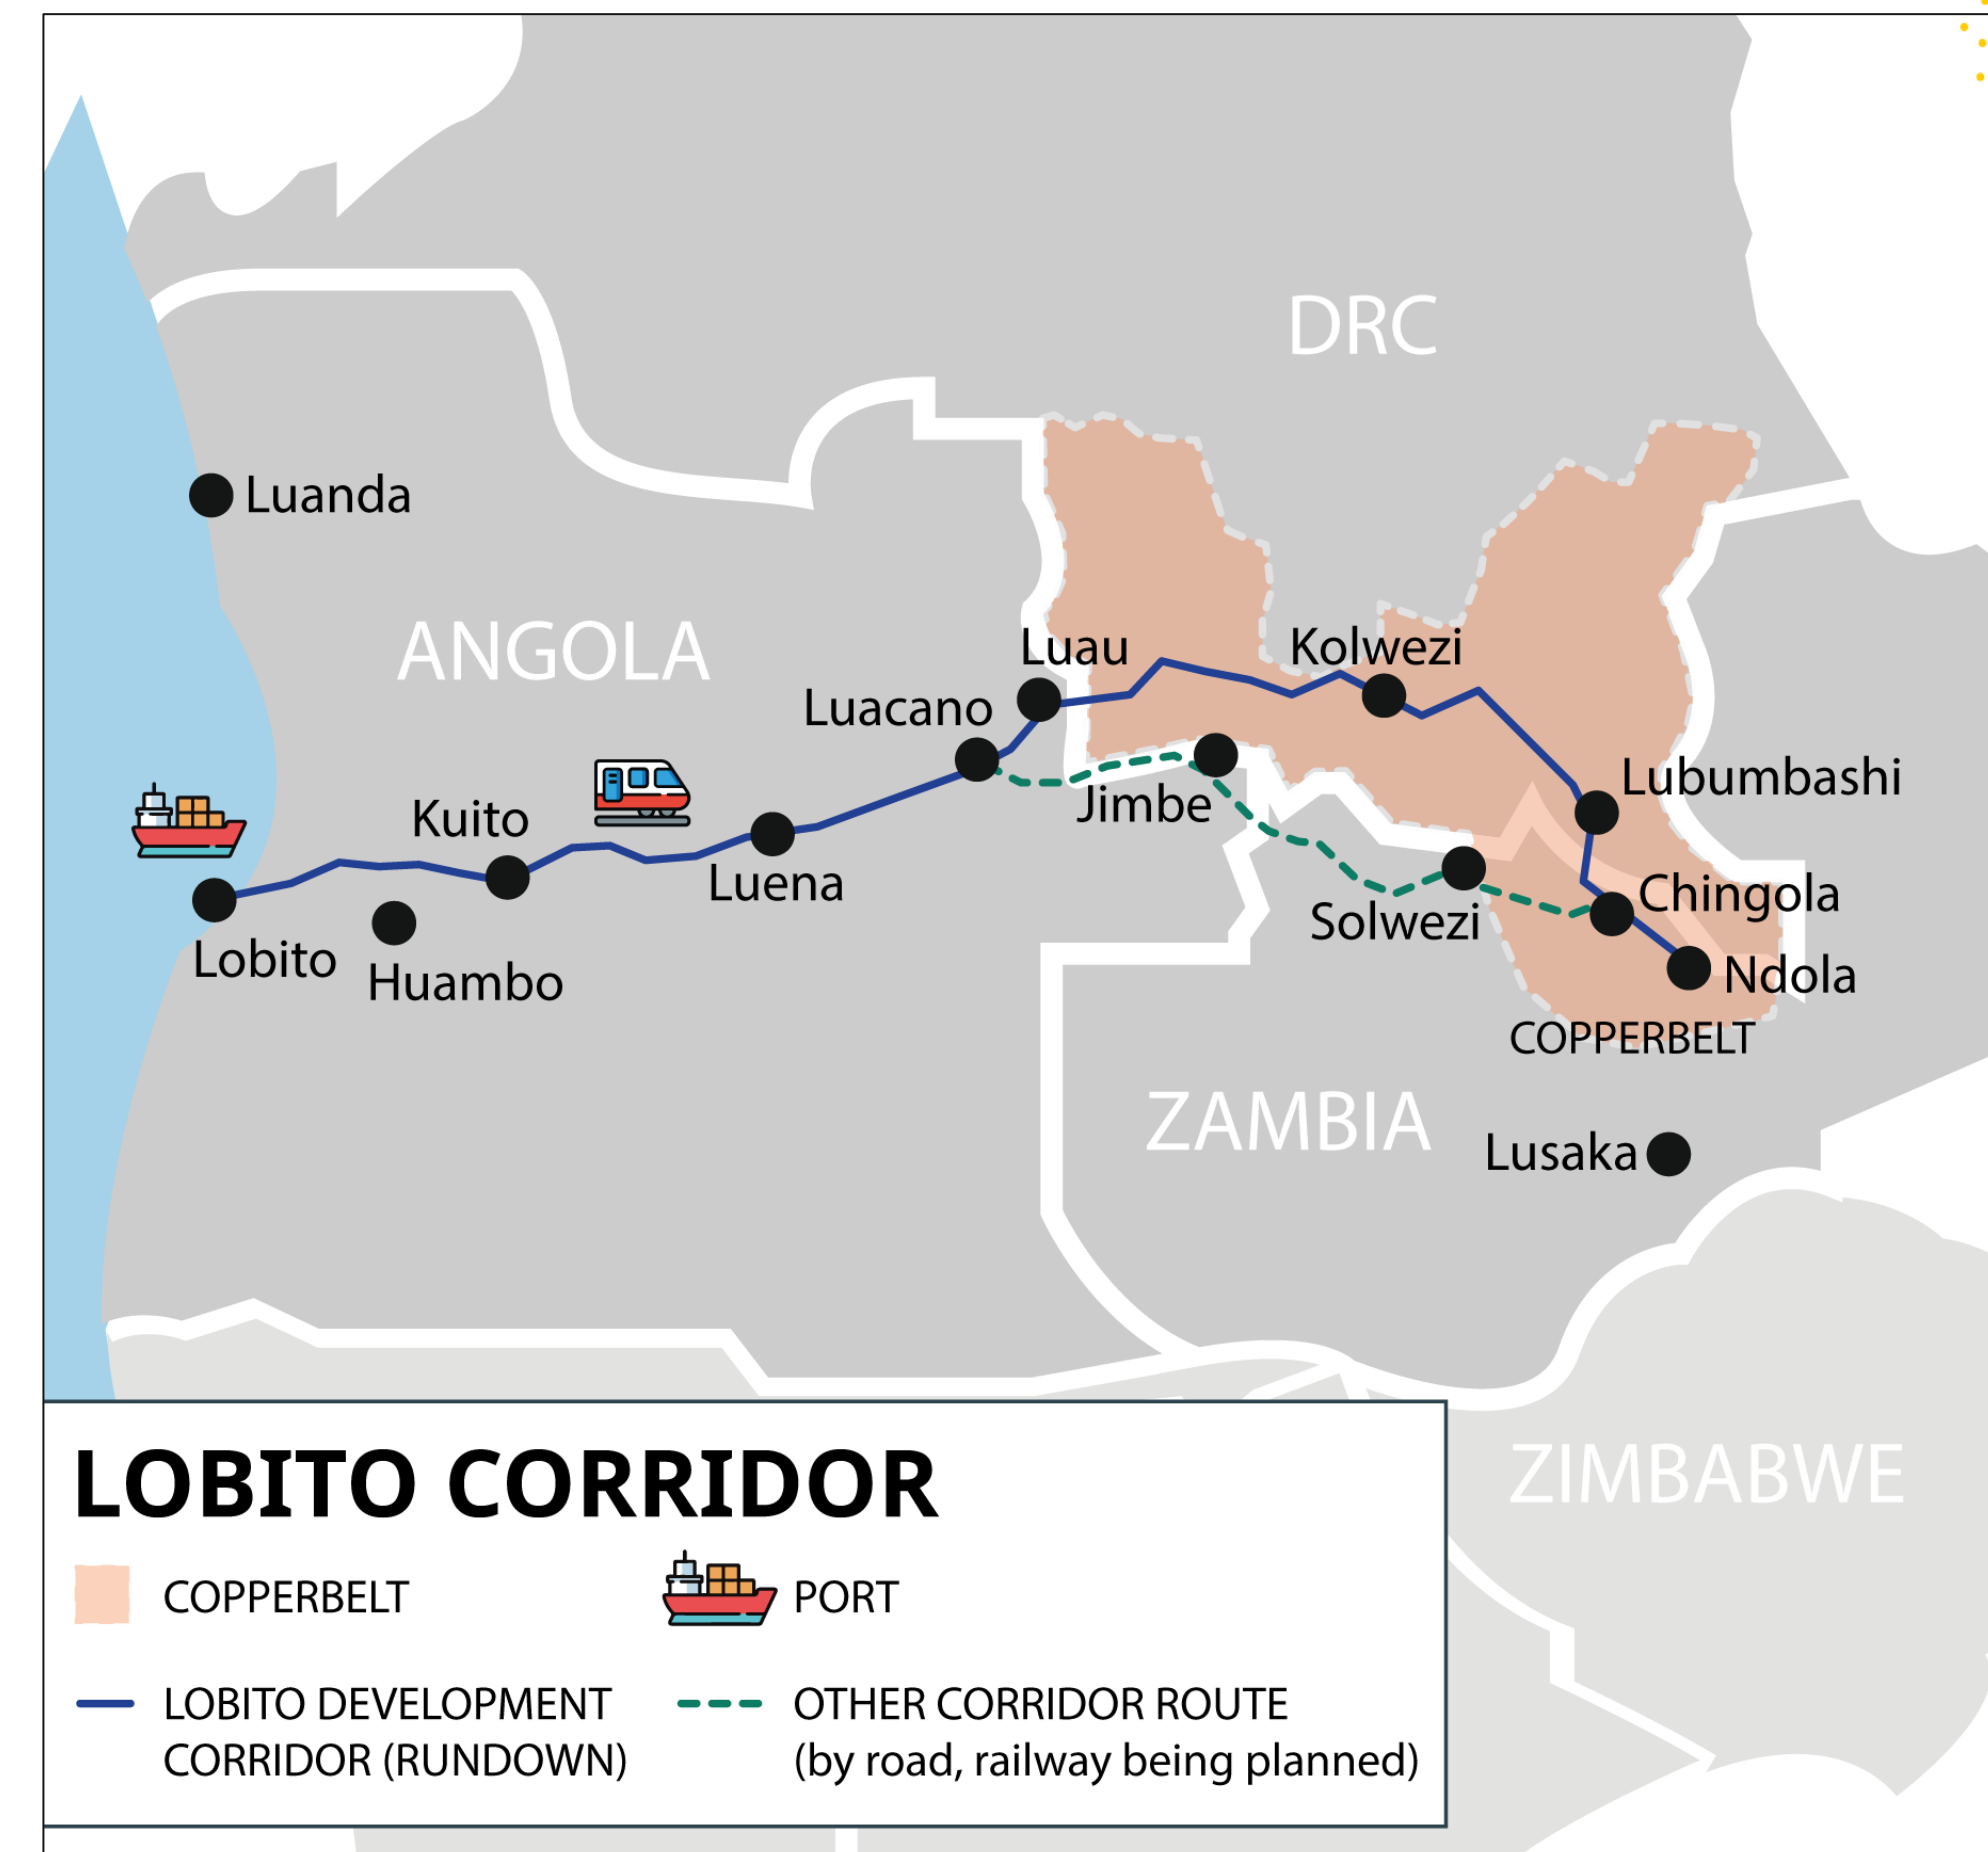 DRC
Luanda
ANGOLA
Luau
Kolwezi
Luacano
Lubumbashi
Jimbe
Kuito
Luena
Chingola
Solwezi
Lobito
Huambo
Ndola
COPPERBELT
ZAMBIA
Lusaka
ZIMBABWE
LOBITO CORRIDOR
COPPERBELT
PORT
LOBITO DEVELOPMENT
CORRIDOR (RUNDOWN)
OTHER CORRIDOR ROUTE
(by road, railway being planned)